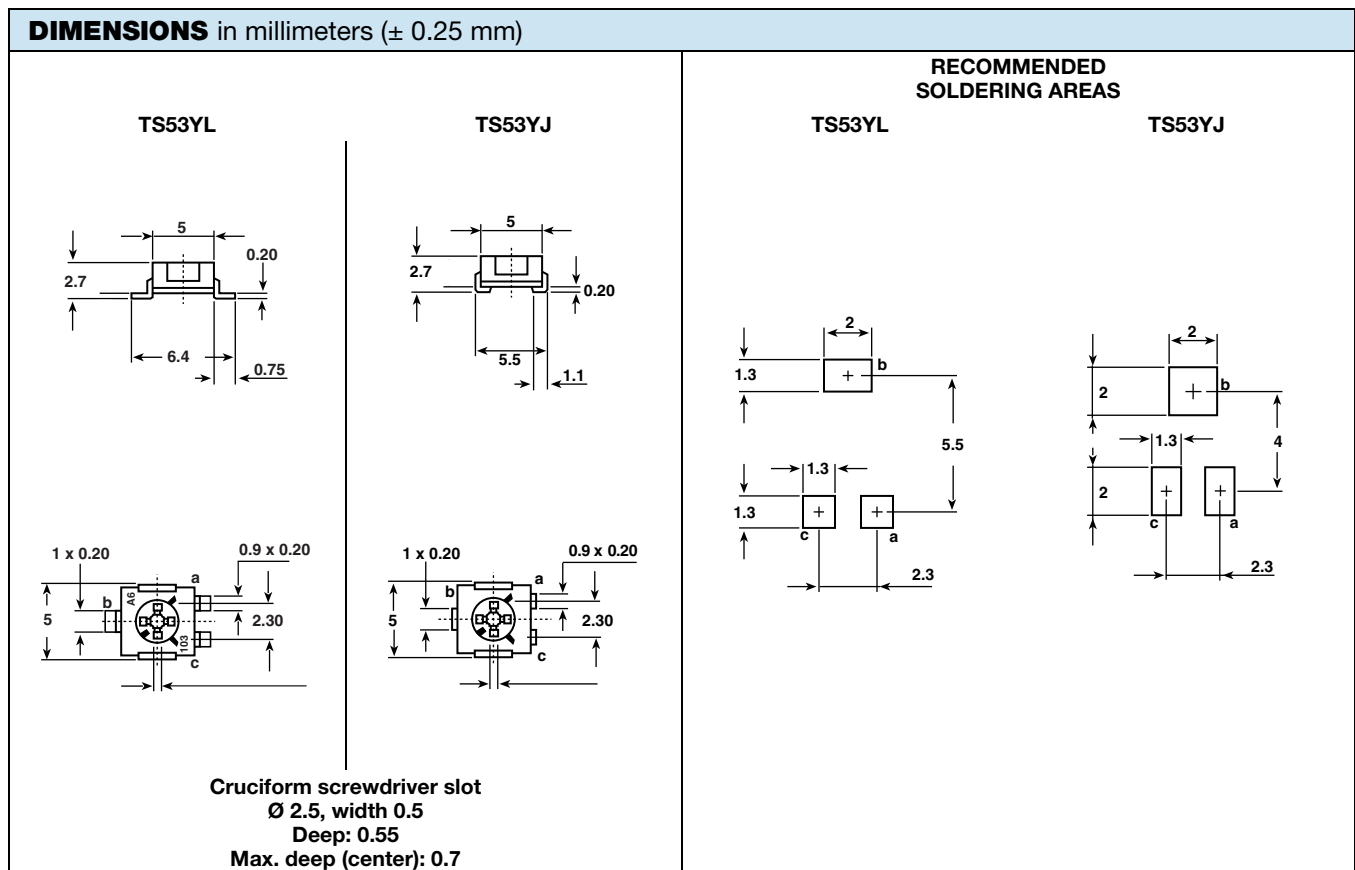 DIMENSIONS in millimeters (± 0.25 mm)
RECOMMENDED
SOLDERING AREAS
TS53YL
TS53YJ
TS53YL
TS53YJ
5
0.20
2.7
6.4
0.75
5
2.7
0.20
5.5
1.1
2
b
1.3
5.5
1.3
1.3
c
a
2.3
2
b
2
4
1.3
2
c
a
2.3
1 x 0.20
0.9 x 0.20
a
b
A6
5
2.30
103
c
1 x 0.20
0.9 x 0.20
a
b
5
2.30
c
Cruciform screwdriver slot
Ø 2.5, width 0.5
Deep: 0.55
Max. deep (center): 0.7